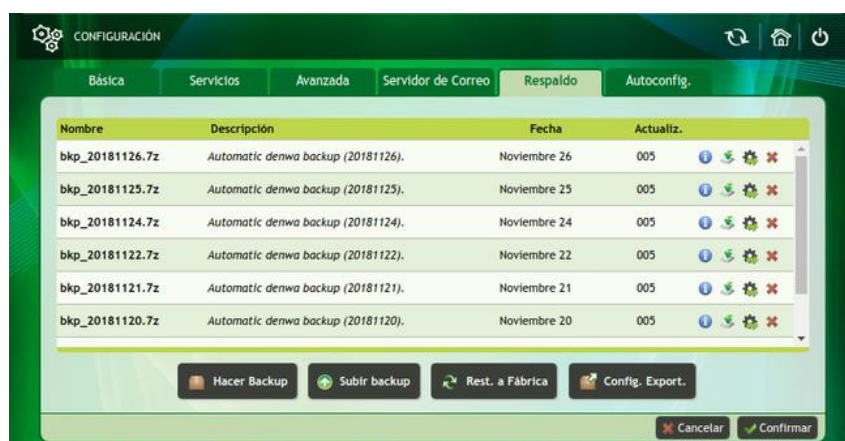 CONFIGURACIÓN
Básica Servicios Avanzada Servidor de Correo Respaldo Autoconfig.
Nombre Descripción Fecha Actualiz.
bkp_20181126.7z Automatic denwa backup (20181126). Noviembre 26 005
bkp_20181125.7z Automatic denwa backup (20181125). Noviembre 25 005
bkp_20181124.7z Automatic denwa backup (20181124). Noviembre 24 005
bkp_20181122.7z Automatic denwa backup (20181122). Noviembre 22 005
bkp_20181121.7z Automatic denwa backup (20181121). Noviembre 21 005
bkp_20181120.7z Automatic denwa backup (20181120). Noviembre 20 005
Hacer Backup Subir backup Rest. a Fábrica Config. Export.
Cancelar Confirmar